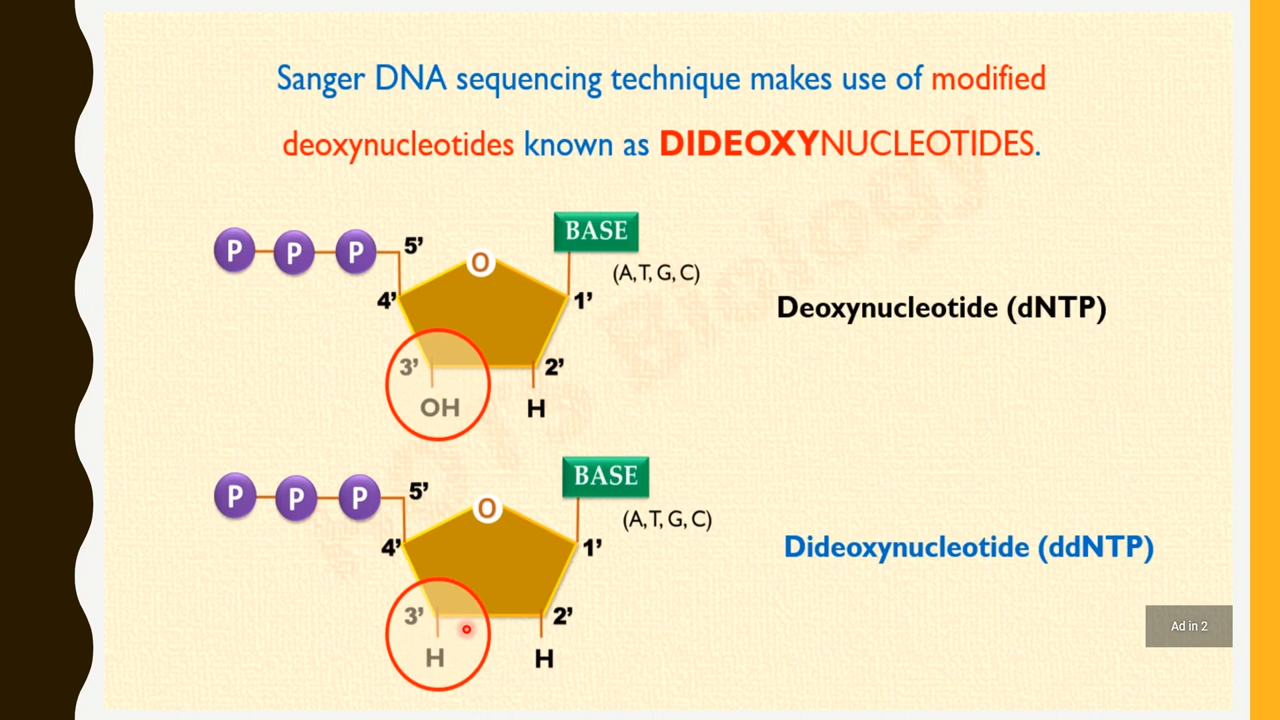 Sanger DNA sequencing technique makes use of modified
deoxynucleotides known as DIDEOXYNUCLEOTIDES.
P P P 5' O BASE
(A,T, G, C)
4' 1'
Deoxynucleotide (dNTP)
3' 2'
OH H
P P P 5' O BASE
(A,T, G, C)
4' 1'
Dideoxynucleotide (ddNTP)
3' 2'
H H
Ad in 2